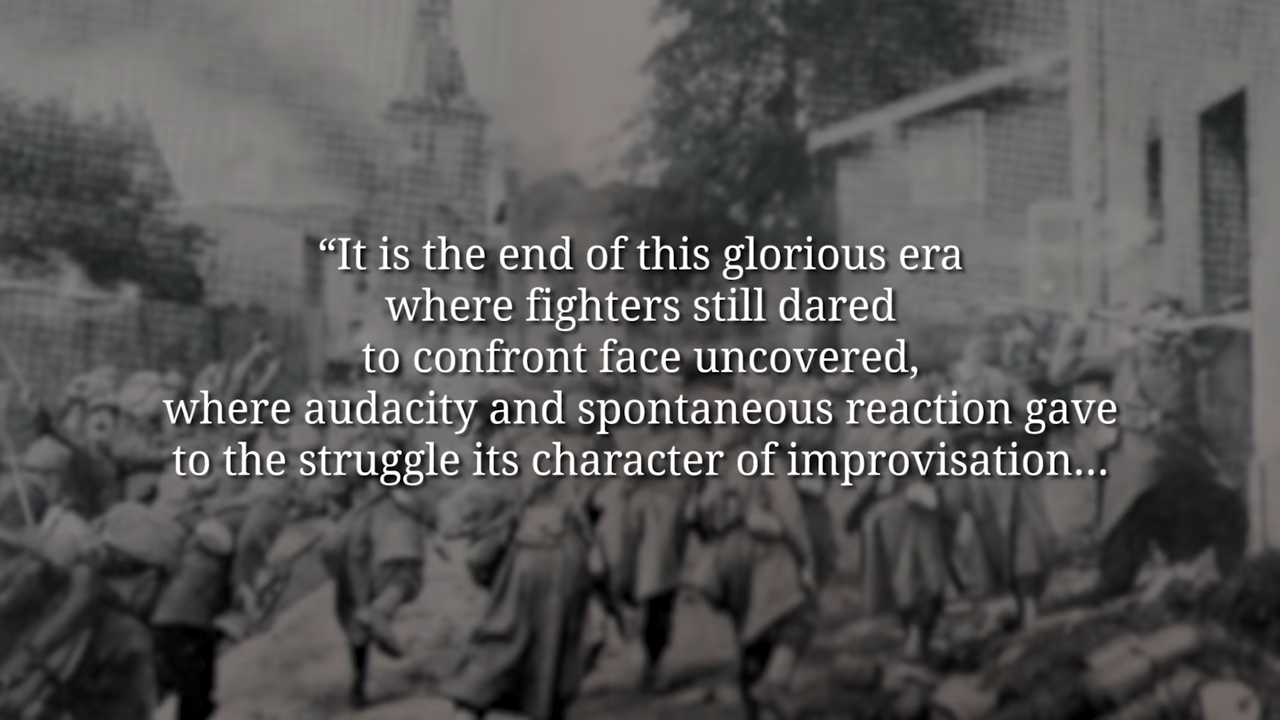 “It is the end of this glorious era
where fighters still dared
to confront face uncovered,
where audacity and spontaneous reaction gave
to the struggle its character of improvisation...